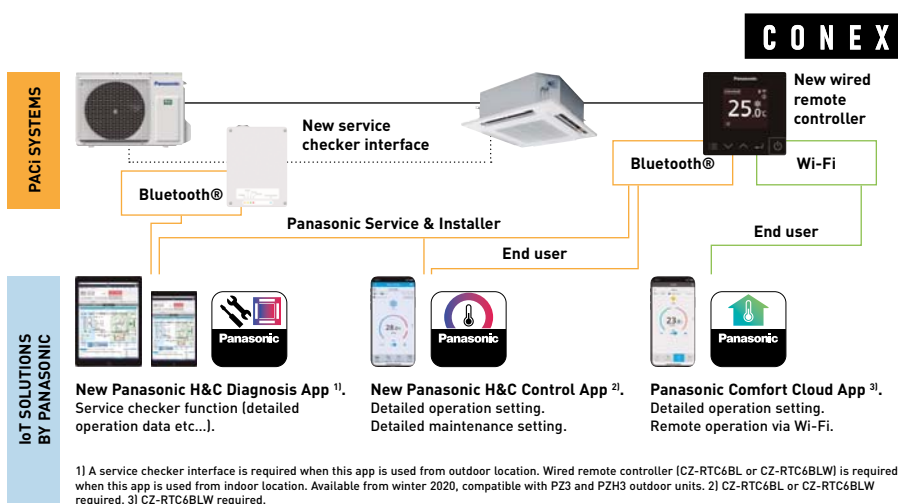 CONEX
PACi SYSTEMS
Panasonic
New service
checker interface
Panasonic
25.0c
New wired
remote
controller
Bluetooth®
Bluetooth®
Wi-Fi
Panasonic Service & Installer
End user
End user
IoT SOLUTIONS
BY PANASONIC
Panasonic
28.
Panasonic
23.
Panasonic
New Panasonic H&C Diagnosis App 1).
Service checker function (detailed
operation data etc...).
New Panasonic H&C Control App 2).
Detailed operation setting.
Detailed maintenance setting.
Panasonic Comfort Cloud App 3).
Detailed operation setting.
Remote operation via Wi-Fi.
1) A service checker interface is required when this app is used from outdoor location. Wired remote controller (CZ-RTC6BL or CZ-RTC6BLW) is required
when this app is used from indoor location. Available from winter 2020, compatible with PZ3 and PZH3 outdoor units. 2) CZ-RTC6BL or CZ-RTC6BLW
required. 3) CZ-RTC6BLW required.